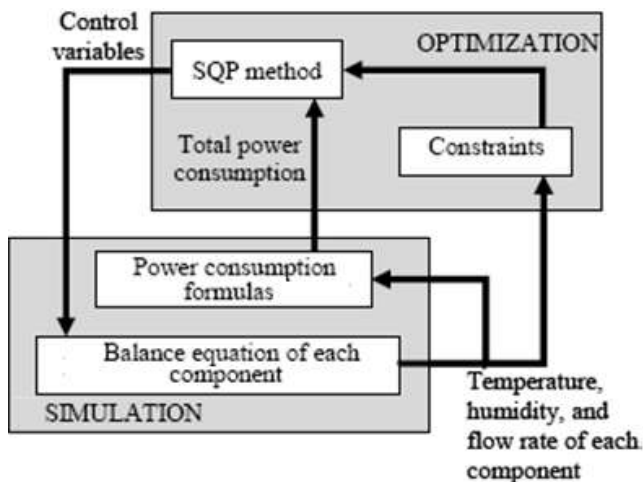 Control
variables
OPTIMIZATION
SQP method
Total power
consumption
Constraints
Power consumption
formulas
Balance equation of each
component
SIMULATION
Temperature,
humidity, and
flow rate of each.
component